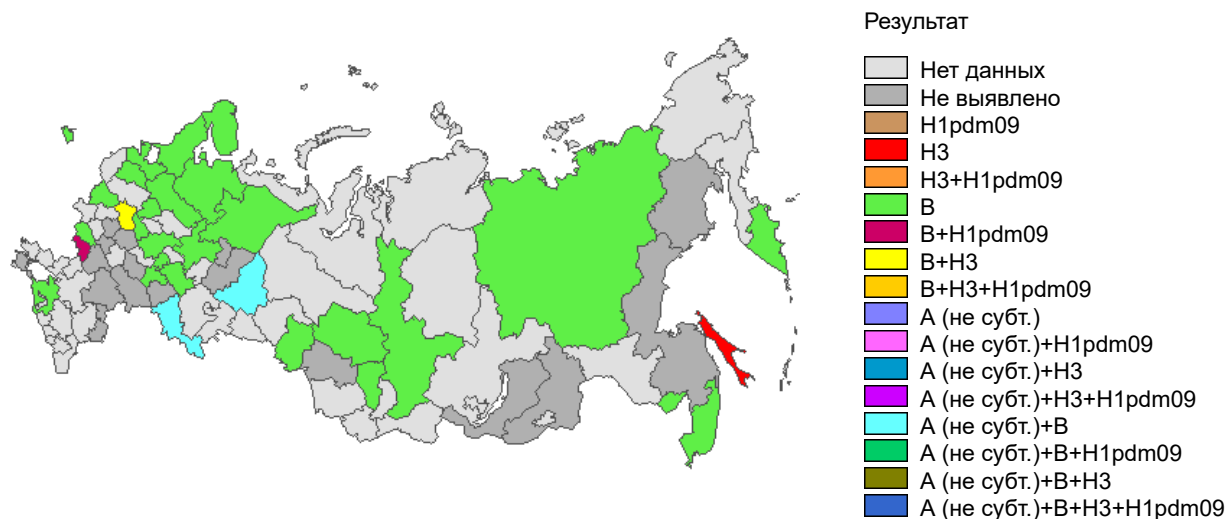 Результат
Нет данных
Не выявлено
H1pdm09
H3
H3+H1pdm09
B
B+H1pdm09
B+H3
B+H3+H1pdm09
А (не субт.)
А (не субт.)+H1pdm09
А (не субт.)+H3
А (не субт.)+H3+H1pdm09
А (не субт.)+B
А (не субт.)+B+H1pdm09
А (не субт.)+B+H3
А (не субт.)+B+H3+H1pdm09